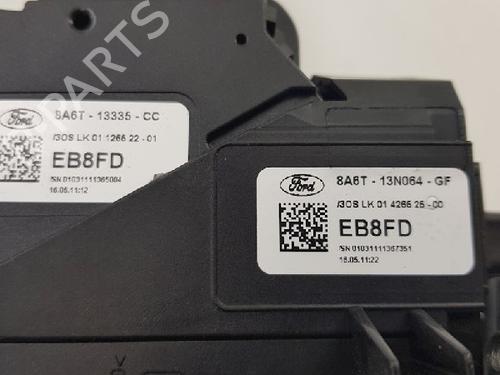 B-PARTS
Ford
8A6T - 13335 - CC
/3OS LK 01 1266 22 - 01
EB8FD
/SN 01031111365084
16.05.11:12
Ford
8A6T - 13N064 - GF
/3OS LK 01 4266 25 - 00
EB8FD
/SN 01031111367351
16.05.11:22